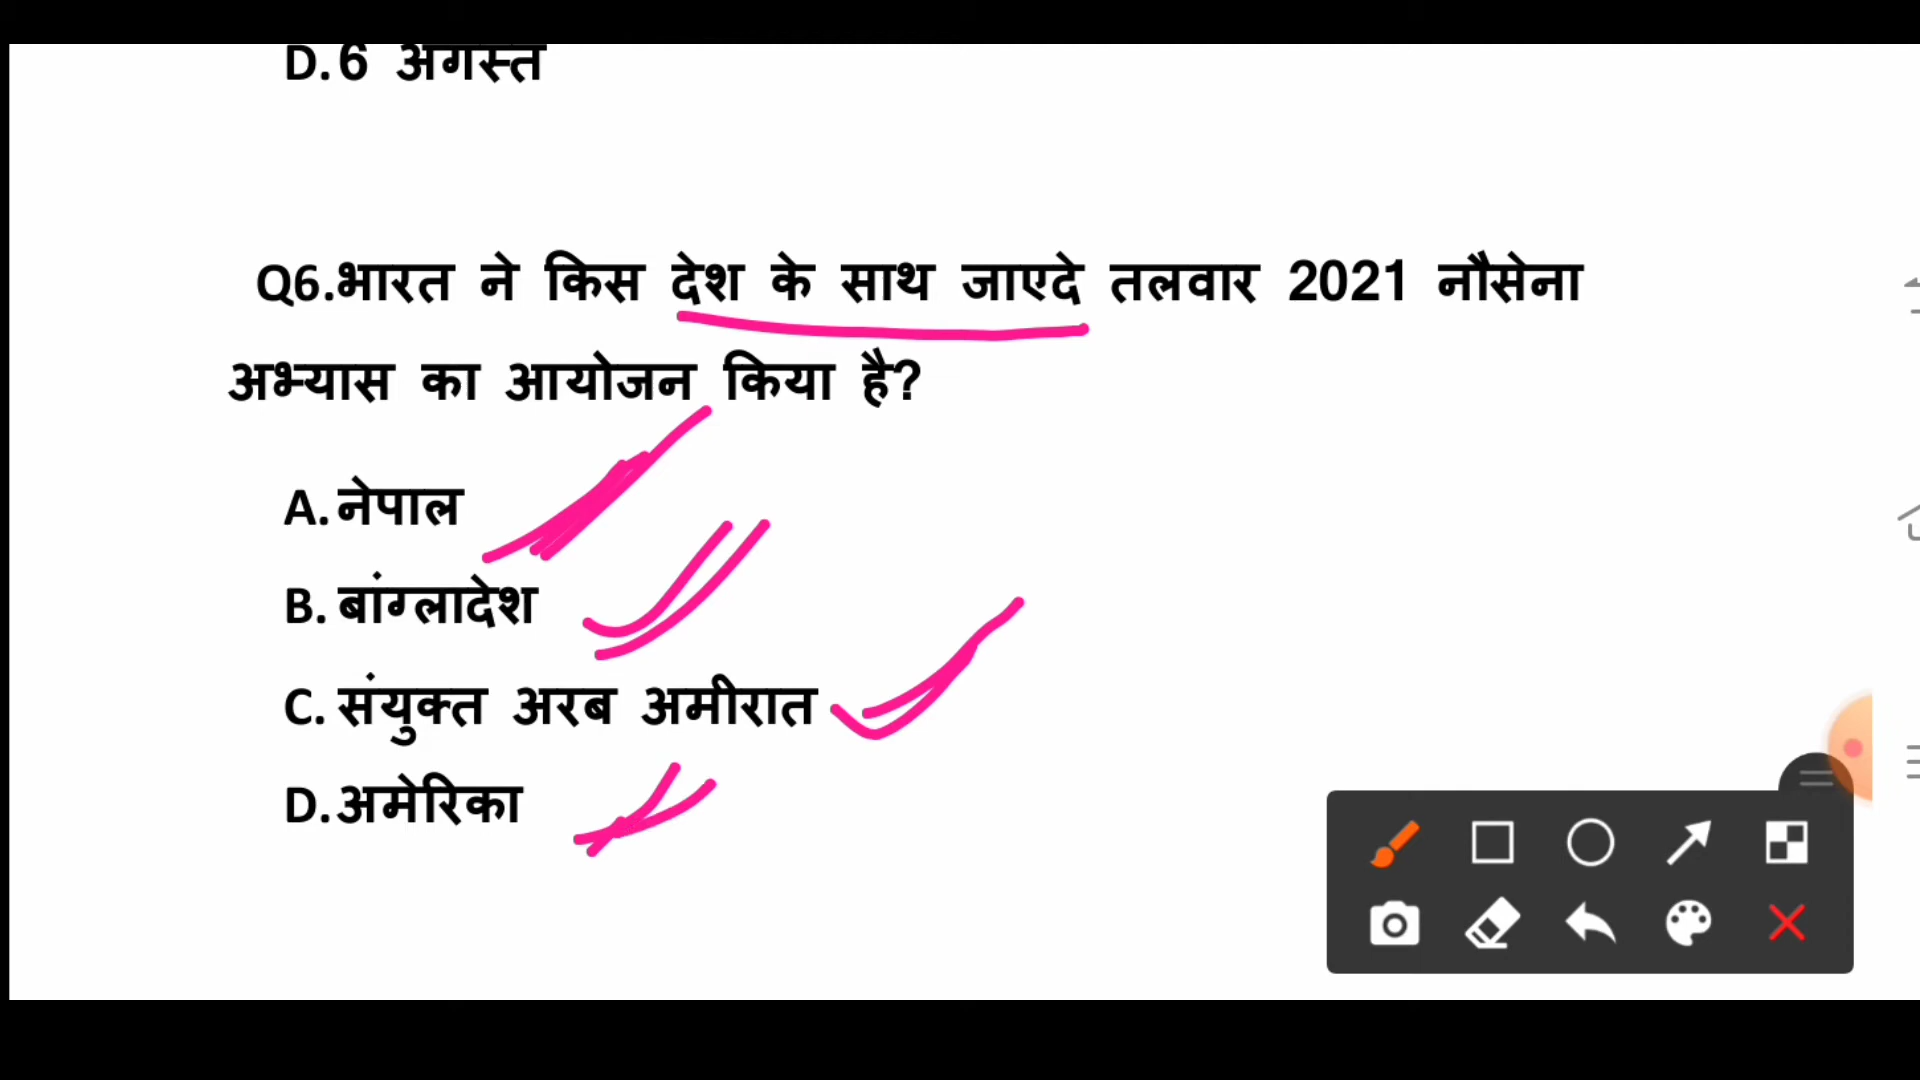 D. 6 अगस्त
Q6.भारत ने किस देश के साथ जाएदे तलवार 2021 नौसेना
अभ्यास का आयोजन किया है?
A. नेपाल
B. बांग्लादेश
C. संयुक्त अरब अमीरात
D. अमेरिका